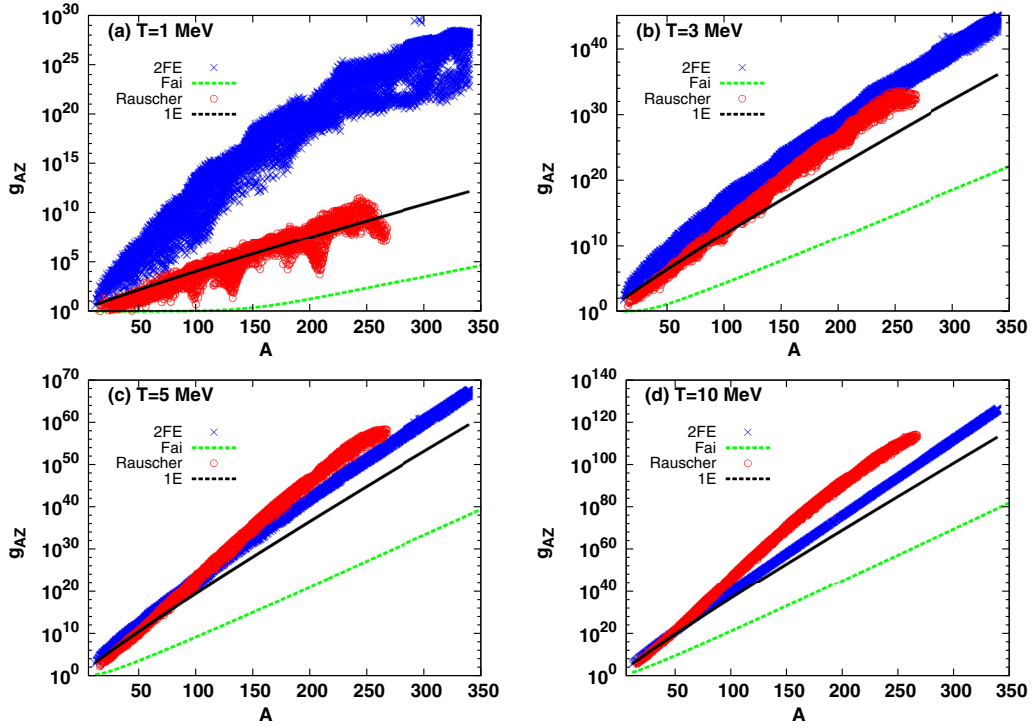 (a) T=1 MeV
2FE
Fai
Rauscher
1E
g_AZ
10^30
10^25
10^20
10^15
10^10
10^5
10^0
50 100 150 200 250 300 350
A
(b) T=3 MeV
2FE
Fai
Rauscher
1E
g_AZ
10^40
10^30
10^20
10^10
10^0
50 100 150 200 250 300 350
A
(c) T=5 MeV
2FE
Fai
Rauscher
1E
g_AZ
10^70
10^60
10^50
10^40
10^30
10^20
10^10
10^0
50 100 150 200 250 300 350
A
(d) T=10 MeV
2FE
Fai
Rauscher
1E
g_AZ
10^140
10^120
10^100
10^80
10^60
10^40
10^20
10^0
50 100 150 200 250 300 350
A